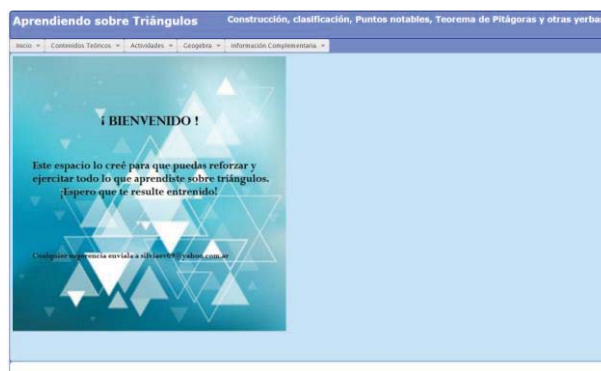 Aprendiendo sobre Triángulos
Construcción, clasificación, Puntos notables, Teorema de Pitágoras y otras yerba
Inicio Contenidos Teóricos Actividades Geogebra Información Complementaria
¡ BIENVENIDO !
Este espacio lo creé para que puedas reforzar y
ejercitar todo lo que aprendiste sobre triángulos.
¡Espero que te resulte entrenido!
Cualquier sugerencia enviala a